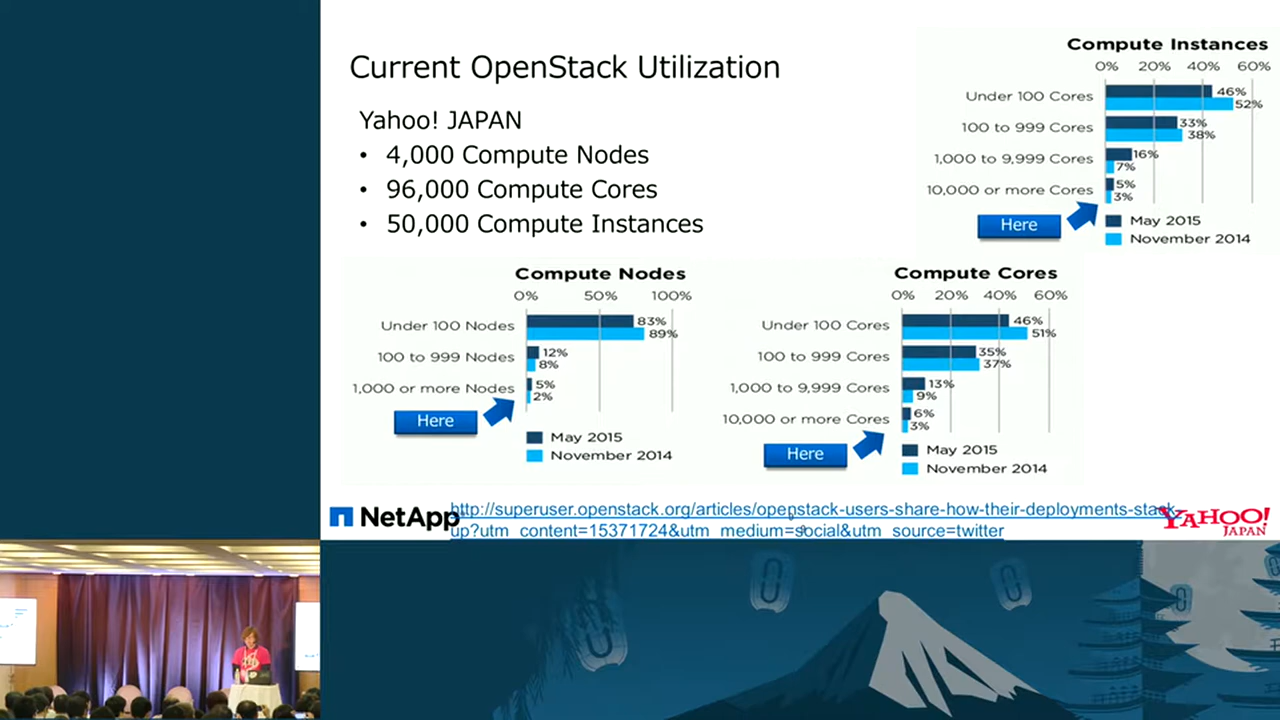 Current OpenStack Utilization
Yahoo! JAPAN
• 4,000 Compute Nodes
• 96,000 Compute Cores
• 50,000 Compute Instances
Compute Instances
0% 20% 40% 60%
Under 100 Cores 46%
52%
100 to 999 Cores 33%
38%
1,000 to 9,999 Cores 16%
7%
10,000 or more Cores 5%
3%
Here
May 2015
November 2014
Compute Nodes
0% 50% 100%
Under 100 Nodes 83%
89%
100 to 999 Nodes 12%
8%
1,000 or more Nodes 5%
2%
Here
May 2015
November 2014
Compute Cores
0% 20% 40% 60%
Under 100 Cores 46%
51%
100 to 999 Cores 35%
37%
1,000 to 9,999 Cores 13%
9%
10,000 or more Cores 6%
3%
Here
May 2015
November 2014
NetApp
http://superuser.openstack.org/articles/openstack-users-share-how-their-deployments-stack-
up?utm_content=15371724&utm_medium=social&utm_source=twitter
YAHOO!
JAPAN